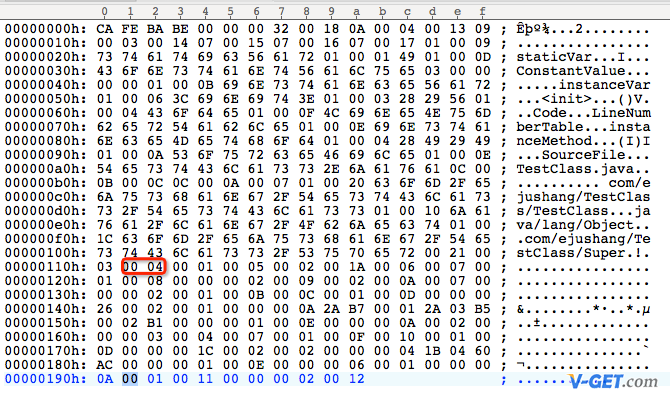 0 1 2 3 4 5 6 7 8 9 a b c d e f
00000000h: CA FE BA BE 00 00 00 32 00 18 0A 00 04 00 13 09 ; Êþº¾...2........
00000010h: 00 03 00 14 07 00 15 07 00 16 07 00 17 01 00 09 ; ................
00000020h: 73 74 61 74 69 63 56 61 72 01 00 01 49 01 00 0D ; staticVar...I...
00000030h: 43 6F 6E 73 74 61 6E 74 56 61 6C 75 65 03 00 00 ; ConstantValue...
00000040h: 00 00 01 00 0B 69 6E 73 74 61 6E 63 65 56 61 72 ; .....instanceVar
00000050h: 01 00 06 3C 69 6E 69 74 3E 01 00 03 28 29 56 01 ; ...<init>...()V.
00000060h: 00 04 43 6F 64 65 01 00 0F 4C 69 6E 65 4E 75 6D ; ..Code...LineNum
00000070h: 62 65 72 54 61 62 6C 65 01 00 0E 69 6E 73 74 61 ; berTable...insta
00000080h: 6E 63 65 4D 65 74 68 6F 64 01 00 04 28 49 29 49 ; nceMethod...(I)I
00000090h: 01 00 0A 53 6F 75 72 63 65 46 69 6C 65 01 00 0E ; ...SourceFile...
000000a0h: 54 65 73 74 43 6C 61 73 73 2E 6A 61 76 61 0C 00 ; TestClass.java..
000000b0h: 0B 00 0C 0C 00 0A 00 07 01 00 20 63 6F 6D 2F 65 ; .......... com/e
000000c0h: 6A 75 73 68 61 6E 67 2F 54 65 73 74 43 6C 61 73 ; jushang/TestClas
000000d0h: 73 2F 54 65 73 74 43 6C 61 73 73 01 00 10 6A 61 ; s/TestClass...ja
000000e0h: 76 61 2F 6C 61 6E 67 2F 4F 62 6A 65 63 74 01 00 ; va/lang/Object..
000000f0h: 1C 63 6F 6D 2F 65 6A 75 73 68 61 6E 67 2F 54 65 ; .com/ejushang/Te
00000100h: 73 74 43 6C 61 73 73 2F 53 75 70 65 72 00 21 00 ; stClass/Super.!.
00000110h: 03 00 04 00 01 00 05 00 02 00 1A 00 06 00 07 00 ; ................
00000120h: 01 00 08 00 00 00 02 00 09 00 02 00 0A 00 07 00 ; ................
00000130h: 00 00 02 00 01 00 0B 00 0C 00 01 00 0D 00 00 00 ; ................
00000140h: 26 00 02 00 01 00 00 00 0A 2A B7 00 01 2A 03 B5 ; &........*·..*.µ
00000150h: 00 02 B1 00 00 00 01 00 0E 00 00 00 0A 00 02 00 ; ..±.............
00000160h: 00 00 03 00 04 00 07 00 01 00 0F 00 10 00 01 00 ; ................
00000170h: 0D 00 00 00 1C 00 02 00 02 00 00 00 04 1B 04 60 ; ...............`
00000180h: AC 00 00 00 01 00 0E 00 00 00 06 00 01 00 00 00 ; ¬...............
00000190h: 0A 00 01 00 11 00 00 00 02 00 12 ; ...........
V-GET.com